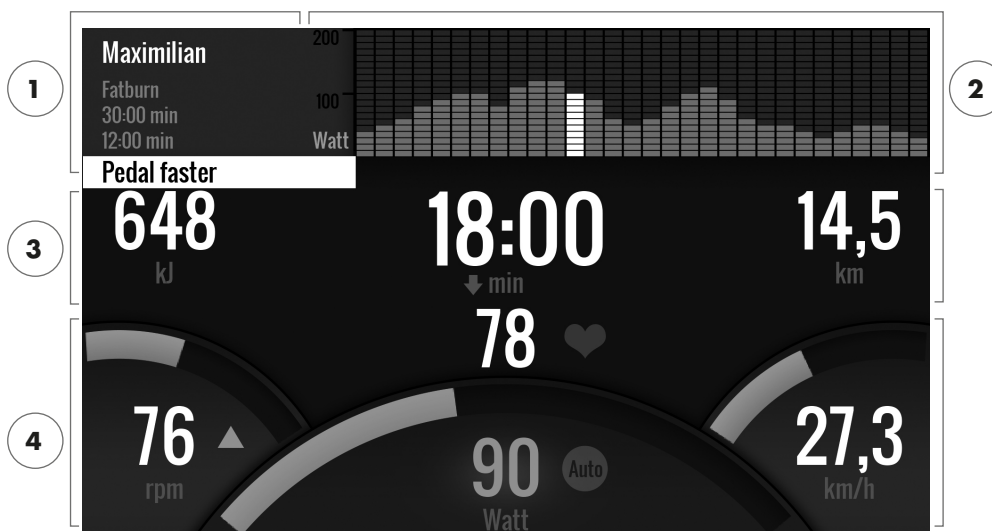 1
Maximilian
Fatburn
30:00 min
12:00 min
Pedal faster
200
100
Watt
2
3
648
kJ
18:00
min
14,5
km
78
4
76
rpm
90
Auto
Watt
27,3
km/h